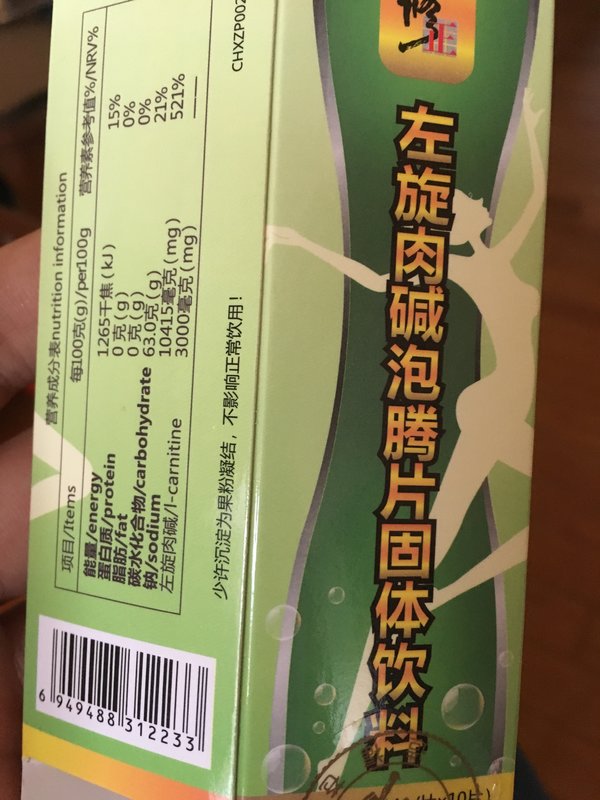 营养成分表nutrition information
项目/Items 每100克(g)/per100g 营养素参考值%/NRV%
能量/energy 1265千焦(kJ) 15%
蛋白质/protein 0 克(g) 0%
脂肪/fat 0 克(g) 0%
碳水化合物/carbohydrate 63.0克(g) 21%
钠/sodium 10415毫克(mg) 521%
左旋肉碱/l-carnitine 3000毫克(mg) ——
少许沉淀为果粉凝结，不影响正常饮用！
CHXZP002
6 949488 312233
修正
左旋肉碱泡腾片固体饮料